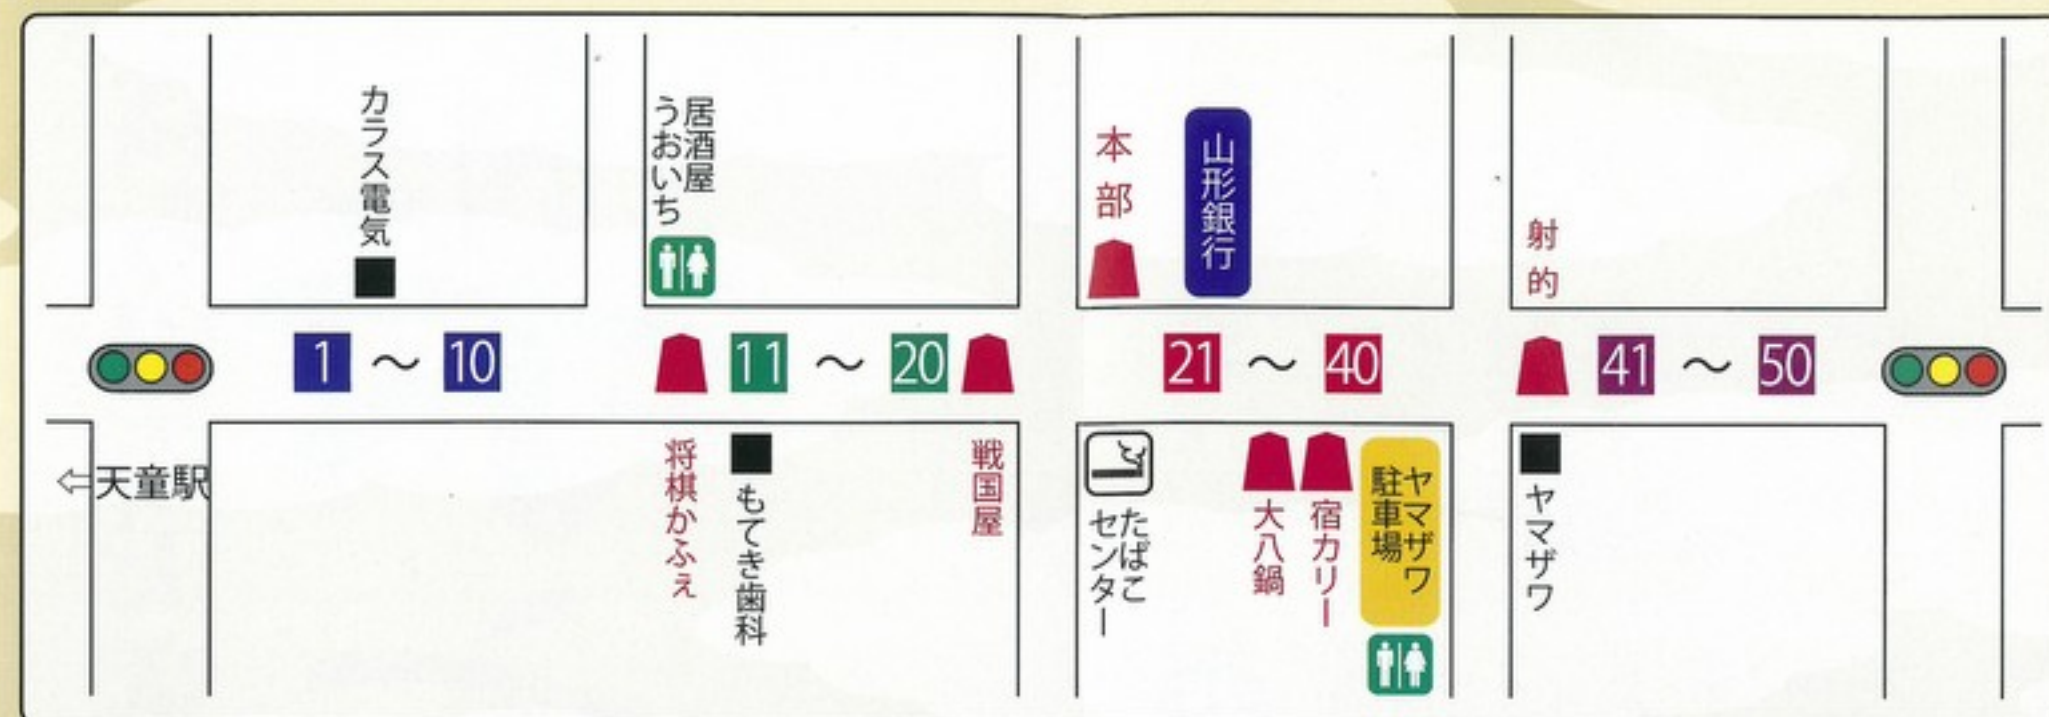 カラス電気
居酒屋
うおいち
本部
山形銀行
射的
1 ～ 10
11 ～ 20
21 ～ 40
41 ～ 50
⇦天童駅
将棋かふぇ
もてき歯科
戦国屋
たばこ
センター
大八鍋
宿カリー
ヤマザワ
駐車場
ヤマザワ